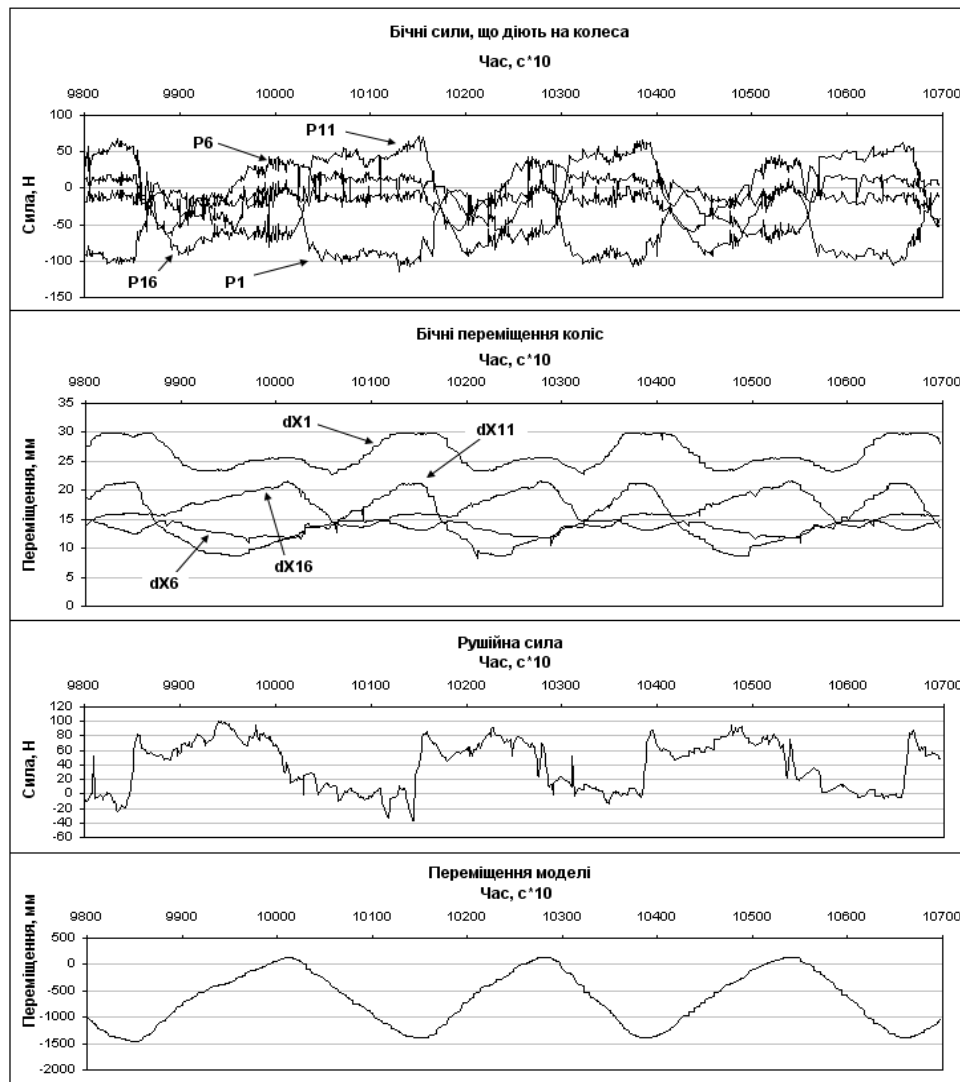 Бічні сили, що діють на колеса
Час, с*10
9800 9900 10000 10100 10200 10300 10400 10500 10600 10700
Сила, Н
100
50
0
-50
-100
-150
P6
P11
P16
P1
Бічні переміщення коліс
Час, с*10
9800 9900 10000 10100 10200 10300 10400 10500 10600 10700
Переміщення, мм
35
30
25
20
15
10
5
0
dX1
dX11
dX6
dX16
Рушійна сила
Час, с*10
9800 9900 10000 10100 10200 10300 10400 10500 10600 10700
Сила, Н
120
100
80
60
40
20
0
-20
-40
-60
Переміщення моделі
Час, с*10
9800 9900 10000 10100 10200 10300 10400 10500 10600 10700
Переміщення, мм
500
0
-500
-1000
-1500
-2000